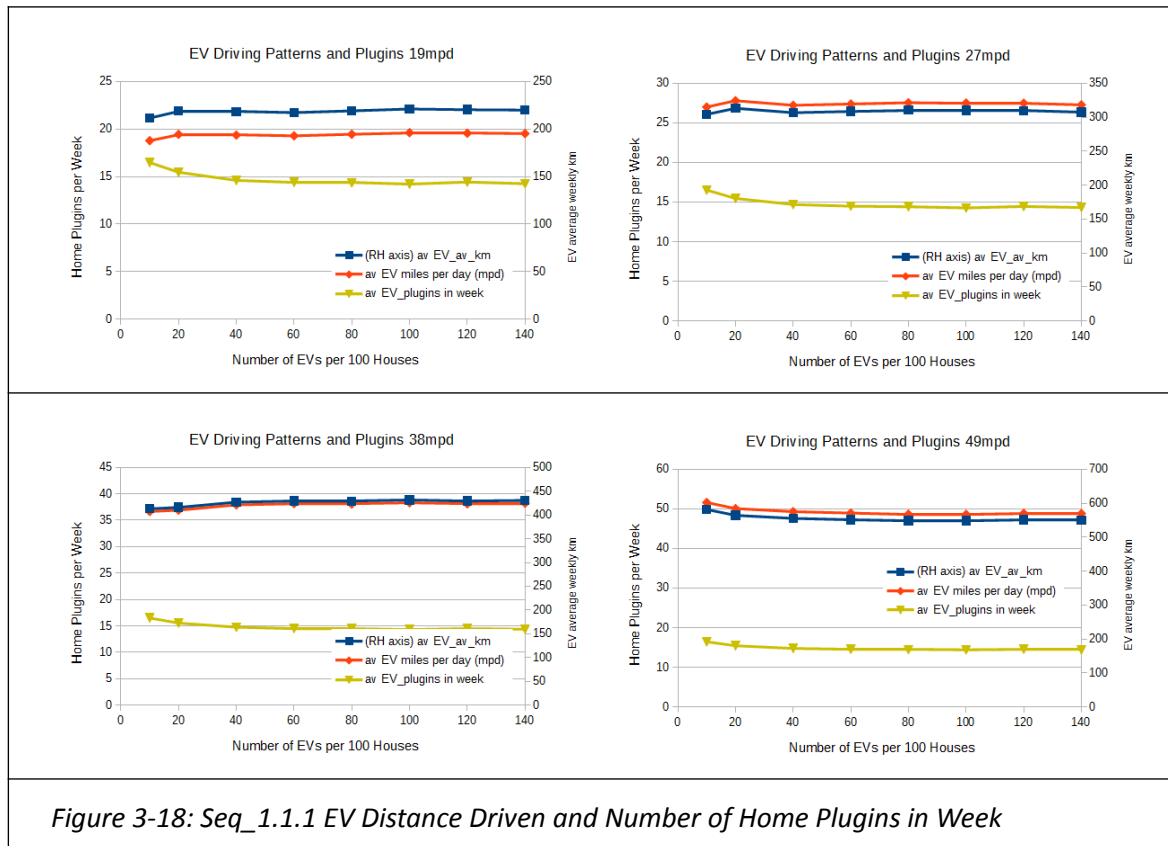 EV Driving Patterns and Plugins 19mpd
25
20
15
10
5
0
250
200
150
100
50
0
Home Plugins per Week
EV average weekly km
(RH axis) av EV_av_km
av EV miles per day (mpd)
av EV_plugins in week
0 20 40 60 80 100 120 140
Number of EVs per 100 Houses
EV Driving Patterns and Plugins 27mpd
30
25
20
15
10
5
0
350
300
250
200
150
100
50
0
Home Plugins per Week
EV average weekly km
(RH axis) av EV_av_km
av EV miles per day (mpd)
av EV_plugins in week
0 20 40 60 80 100 120 140
Number of EVs per 100 Houses
EV Driving Patterns and Plugins 38mpd
45
40
35
30
25
20
15
10
5
0
500
450
400
350
300
250
200
150
100
50
0
Home Plugins per Week
EV average weekly km
(RH axis) av EV_av_km
av EV miles per day (mpd)
av EV_plugins in week
0 20 40 60 80 100 120 140
Number of EVs per 100 Houses
EV Driving Patterns and Plugins 49mpd
60
50
40
30
20
10
0
700
600
500
400
300
200
100
0
Home Plugins per Week
EV average weekly km
(RH axis) av EV_av_km
av EV miles per day (mpd)
av EV_plugins in week
0 20 40 60 80 100 120 140
Number of EVs per 100 Houses
Figure 3-18: Seq_1.1.1 EV Distance Driven and Number of Home Plugins in Week